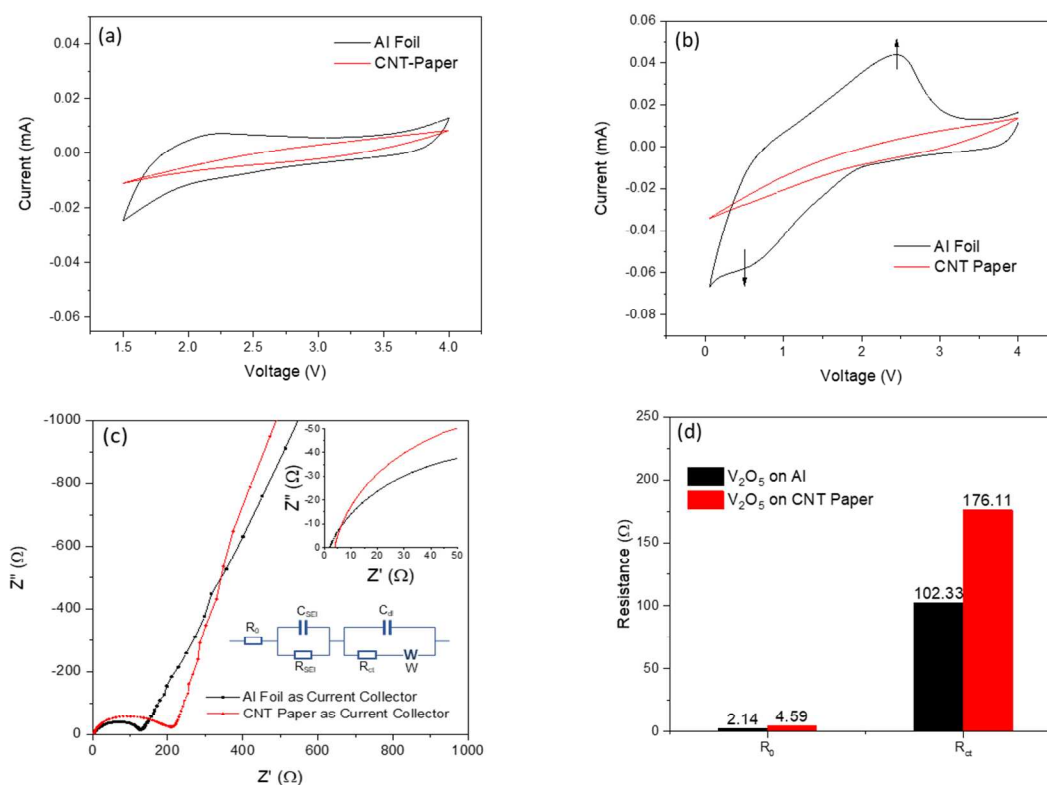 (a)
Al Foil
CNT-Paper
0.04
0.02
0.00
-0.02
-0.04
-0.06
Current (mA)
1.5 2.0 2.5 3.0 3.5 4.0
Voltage (V)
(b)
0.06
0.04
0.02
0.00
-0.02
-0.04
-0.06
-0.08
Current (mA)
Al Foil
CNT Paper
0 1 2 3 4
Voltage (V)
(c)
-1000
-800
-600
-400
-200
0
Z" (Ω)
-50
-40
-30
-20
-10
0
Z" (Ω)
0 10 20 30 40 50
Z' (Ω)
C_SEI C_dl
R_0
R_SEI R_ct W
W
Al Foil as Current Collector
CNT Paper as Current Collector
0 200 400 600 800 1000
Z' (Ω)
(d)
250
200
150
100
50
0
Resistance (Ω)
V₂O₅ on Al
V₂O₅ on CNT Paper
176.11
102.33
2.14 4.59
R₀ R_ct